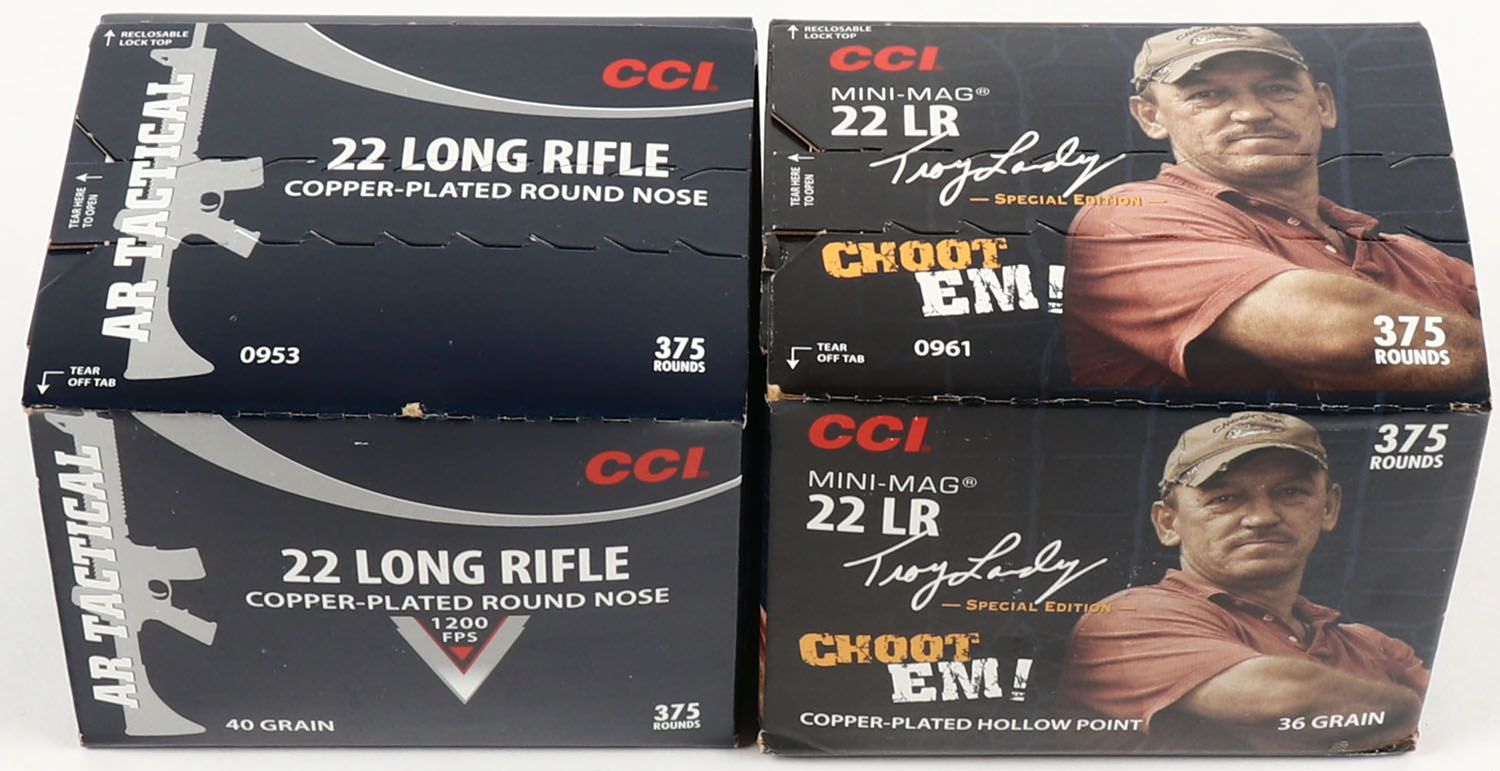 RECLOSABLE
LOCK TOP
CCI
22 LONG RIFLE
COPPER-PLATED ROUND NOSE
AR TACTICAL
TEAR HERE
TO OPEN
0953
375
ROUNDS
TEAR
OFF TAB
CCI
AR TACTICAL
22 LONG RIFLE
COPPER-PLATED ROUND NOSE
1200
FPS
40 GRAIN
375
ROUNDS
RECLOSABLE
LOCK TOP
CCI
MINI-MAG®
22 LR
Troy Landry
TEAR HERE
TO OPEN
SPECIAL EDITION
CHOOT
EM!
TEAR
OFF TAB
0961
375
ROUNDS
CCI
375
ROUNDS
MINI-MAG®
22 LR
Troy Landry
SPECIAL EDITION
CHOOT
EM!
COPPER-PLATED HOLLOW POINT
36 GRAIN